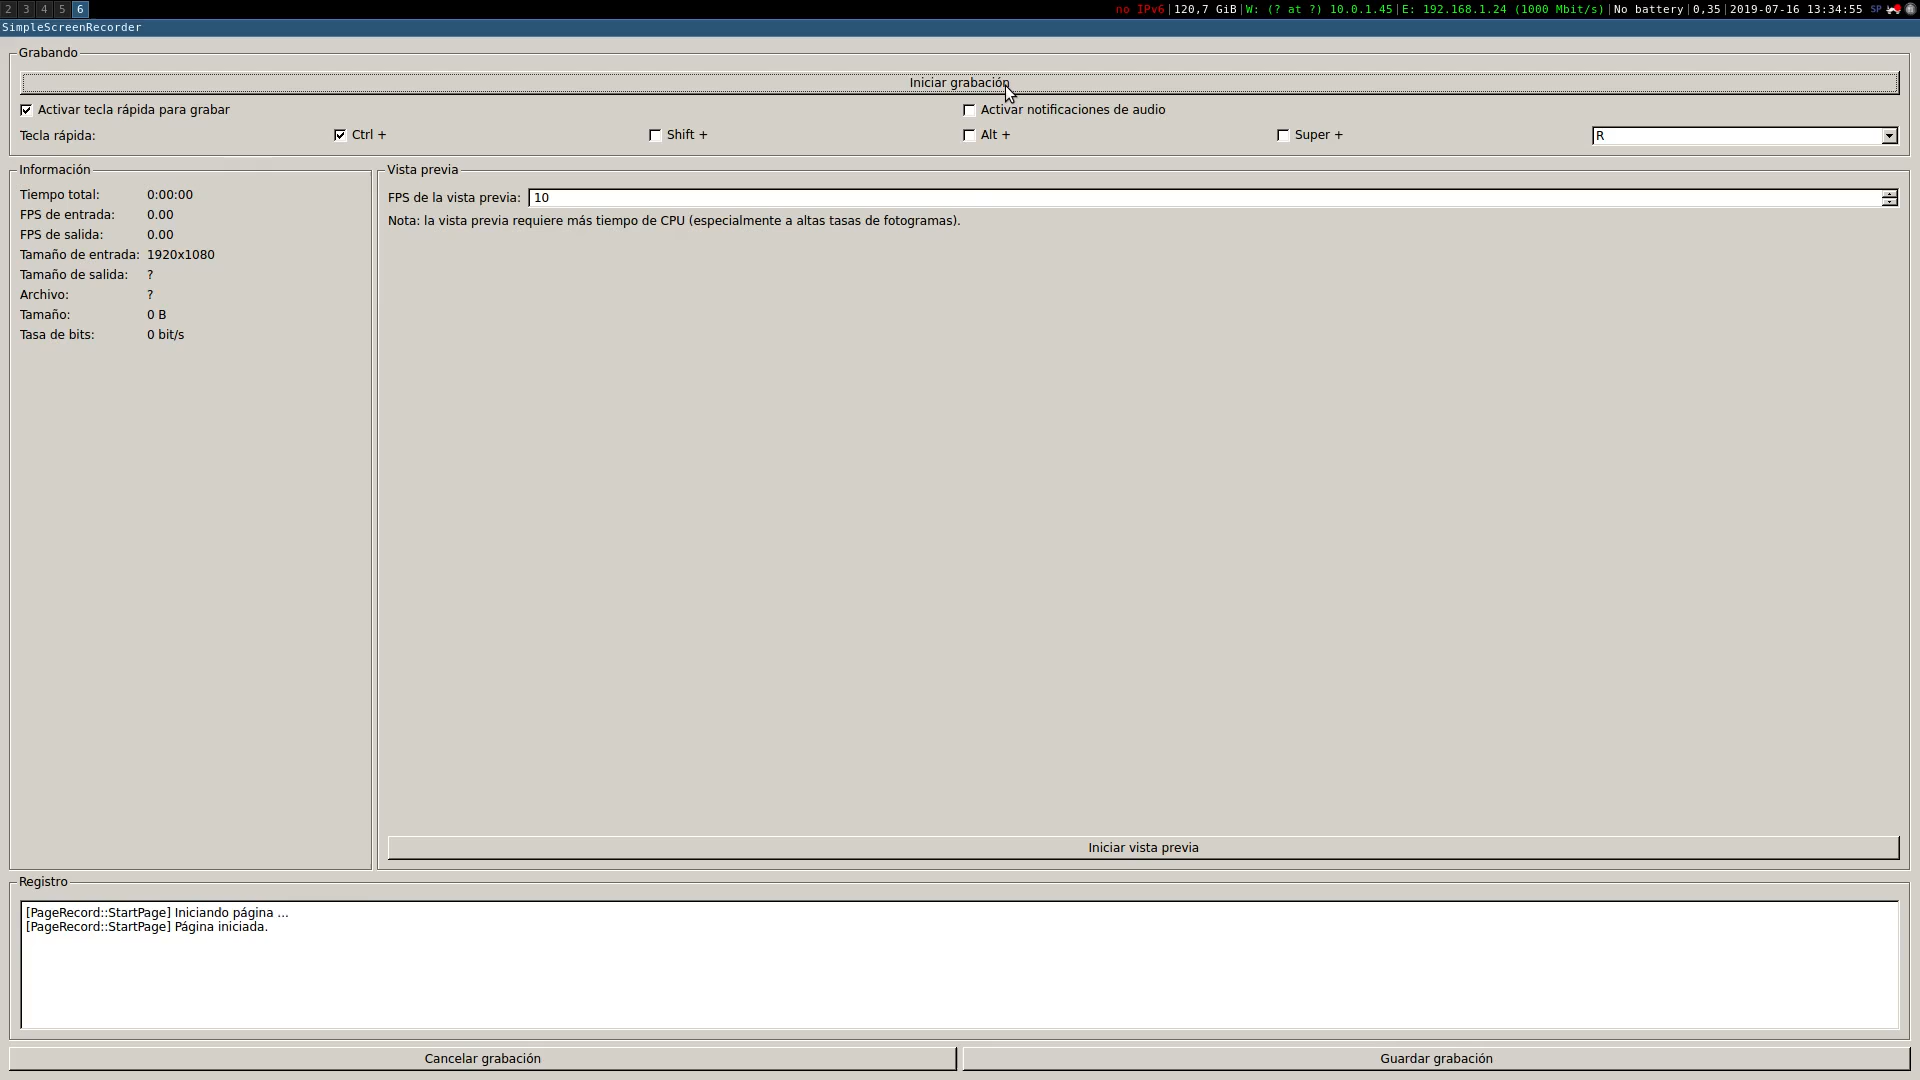 2 3 4 5 6 no IPv6|120,7 GiB|W: (? at ?) 10.0.1.45|E: 192.168.1.24 (1000 Mbit/s)|No battery|0,35|2019-07-16 13:34:55 SP
SimpleScreenRecorder
Grabando
Iniciar grabación
Activar tecla rápida para grabar Activar notificaciones de audio
Tecla rápida: Ctrl + Shift + Alt + Super + R
Información
Tiempo total: 0:00:00
FPS de entrada: 0.00
FPS de salida: 0.00
Tamaño de entrada: 1920x1080
Tamaño de salida: ?
Archivo: ?
Tamaño: 0 B
Tasa de bits: 0 bit/s
Vista previa
FPS de la vista previa: 10
Nota: la vista previa requiere más tiempo de CPU (especialmente a altas tasas de fotogramas).
Iniciar vista previa
Registro
[PageRecord::StartPage] Iniciando página ...
[PageRecord::StartPage] Página iniciada.
Cancelar grabación Guardar grabación